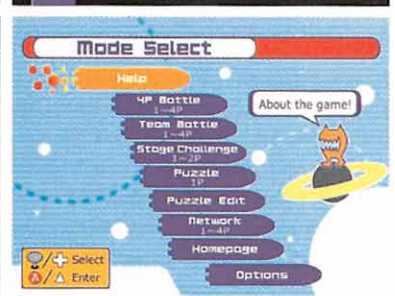 Mode Select
Help
4P Battle
1~4P
Team Battle
1~4P
Stage Challenge
1~2P
Puzzle
1P
Puzzle Edit
Network
1~4P
Homepage
Options
About the game!
/ Select
A/ Enter